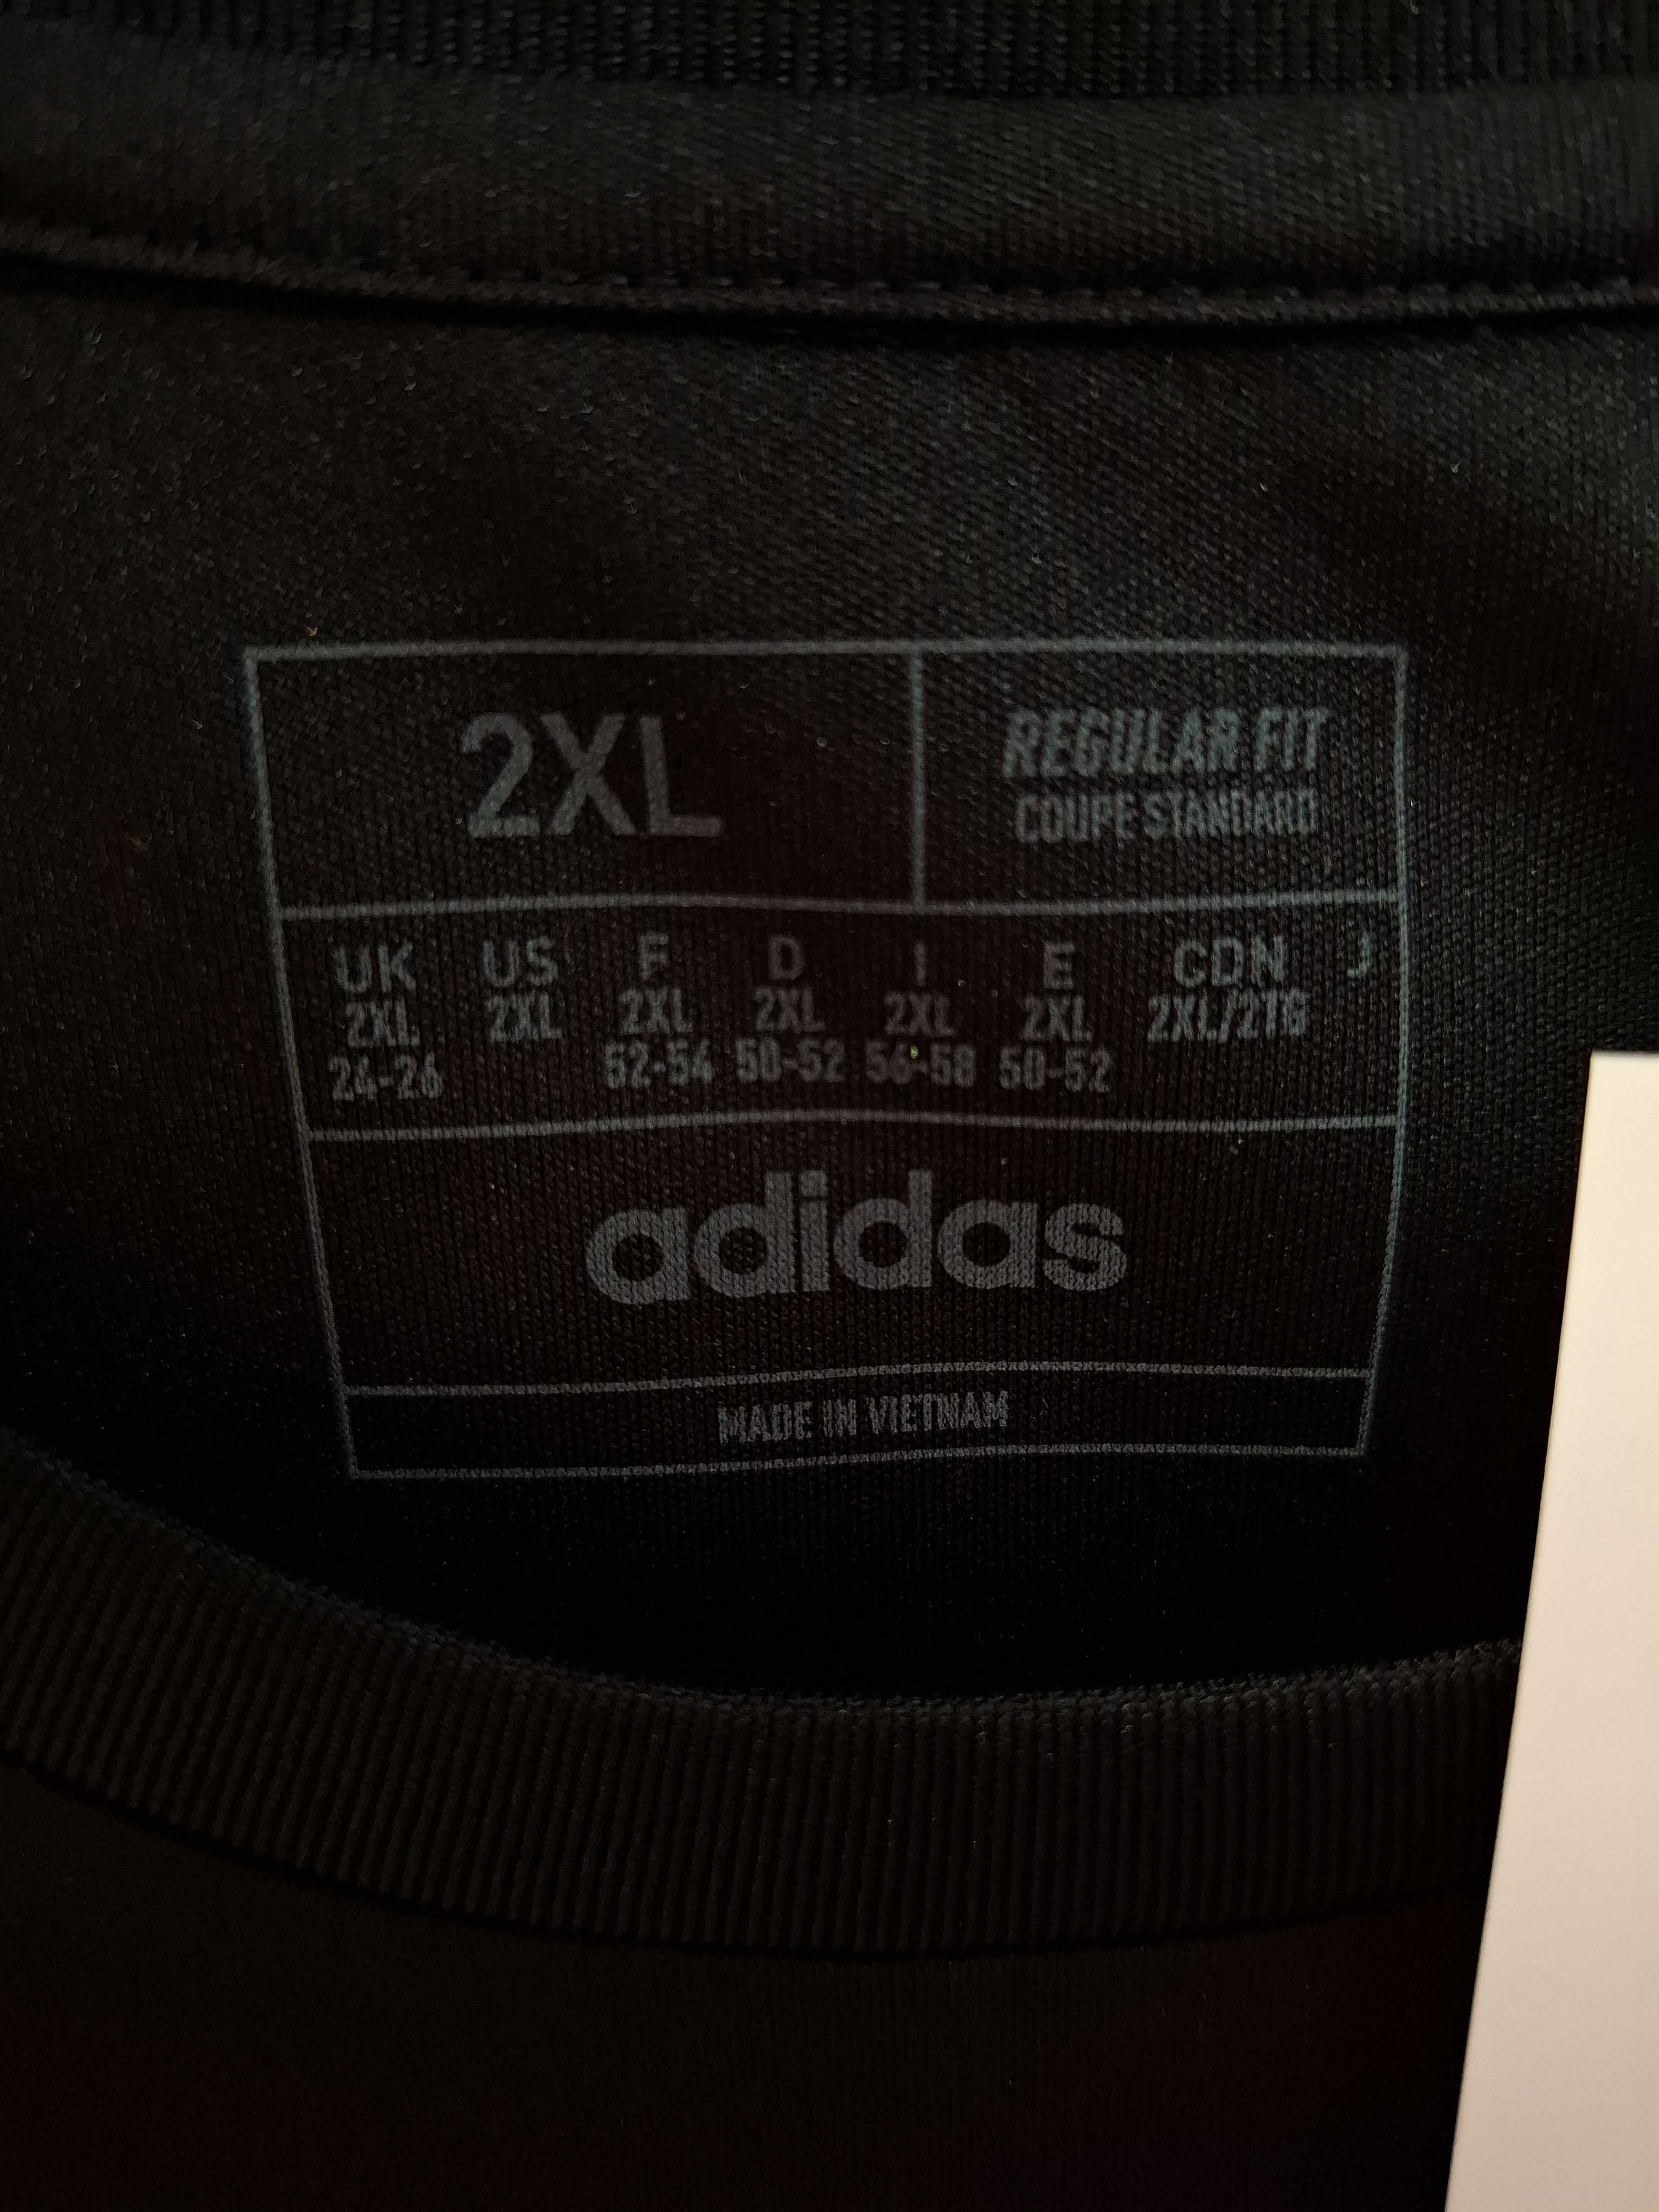 2XL
REGULAR FIT
COUPE STANDARD
UK US F D I E CDN J
2XL 2XL 2XL 2XL 2XL 2XL 2XL/2TG
24-26 52-54 50-52 56-58 50-52
adidas
MADE IN VIETNAM